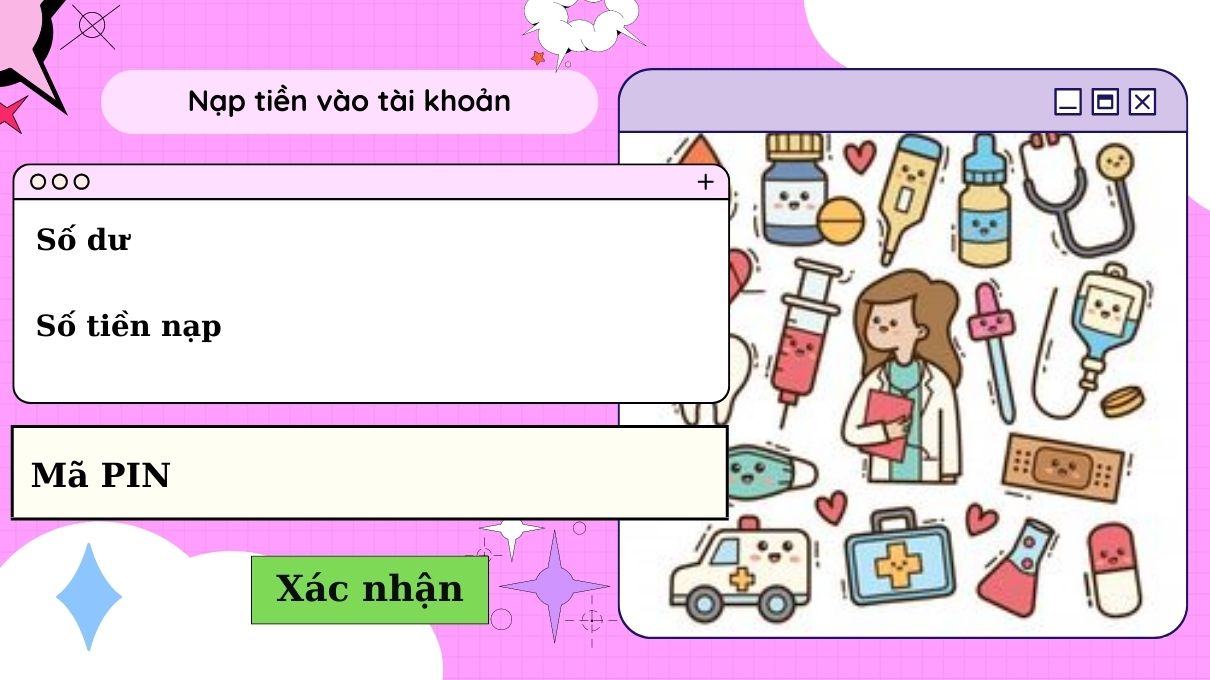 Nạp tiền vào tài khoản
Số dư
Số tiền nạp
Mã PIN
Xác nhận